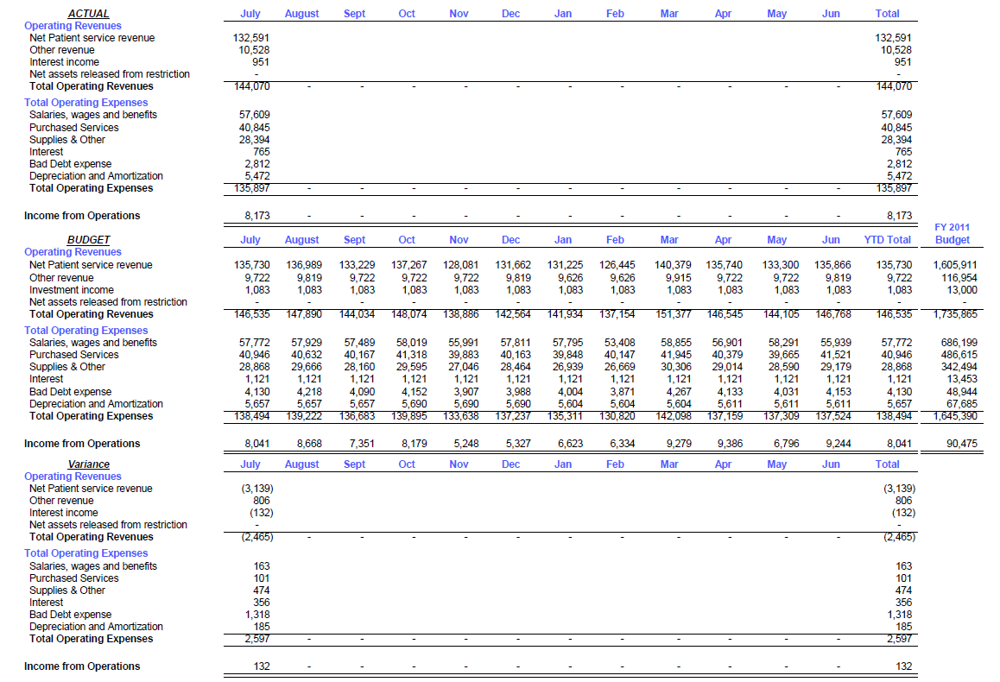 ACTUAL July August Sept Oct Nov Dec Jan Feb Mar Apr May Jun Total
Operating Revenues
Net Patient service revenue 132,591 132,591
Other revenue 10,528 10,528
Interest income 951 951
Net assets released from restriction - -
Total Operating Revenues 144,070 - - - - - - - - - - - 144,070
Total Operating Expenses
Salaries, wages and benefits 57,609 57,609
Purchased Services 40,845 40,845
Supplies & Other 28,394 28,394
Interest 765 765
Bad Debt expense 2,812 2,812
Depreciation and Amortization 5,472 5,472
Total Operating Expenses 135,897 - - - - - - - - - - - 135,897
Income from Operations 8,173 - - - - - - - - - - - 8,173
FY 2011
BUDGET July August Sept Oct Nov Dec Jan Feb Mar Apr May Jun YTD Total Budget
Operating Revenues
Net Patient service revenue 135,730 136,989 133,229 137,267 128,081 131,662 131,225 126,445 140,379 135,740 133,300 135,866 135,730 1,605,911
Other revenue 9,722 9,819 9,722 9,722 9,722 9,819 9,626 9,626 9,915 9,722 9,722 9,819 9,722 116,954
Investment income 1,083 1,083 1,083 1,083 1,083 1,083 1,083 1,083 1,083 1,083 1,083 1,083 1,083 13,000
Net assets released from restriction - - - - - - - - - - - - - -
Total Operating Revenues 146,535 147,890 144,034 148,074 138,886 142,564 141,934 137,154 151,377 146,545 144,105 146,768 146,535 1,735,865
Total Operating Expenses
Salaries, wages and benefits 57,772 57,929 57,489 58,019 55,991 57,811 57,795 53,408 58,855 56,901 58,291 55,939 57,772 686,199
Purchased Services 40,946 40,632 40,167 41,318 39,883 40,163 39,848 40,147 41,945 40,379 39,665 41,521 40,946 486,615
Supplies & Other 28,868 29,666 28,160 29,595 27,046 28,464 26,939 26,669 30,306 29,014 28,590 29,179 28,868 342,494
Interest 1,121 1,121 1,121 1,121 1,121 1,121 1,121 1,121 1,121 1,121 1,121 1,121 1,121 13,453
Bad Debt expense 4,130 4,218 4,090 4,152 3,907 3,988 4,004 3,871 4,267 4,133 4,031 4,153 4,130 48,944
Depreciation and Amortization 5,657 5,657 5,657 5,690 5,690 5,690 5,604 5,604 5,604 5,611 5,611 5,611 5,657 67,685
Total Operating Expenses 138,494 139,222 136,683 139,895 133,638 137,237 135,311 130,820 142,098 137,159 137,309 137,524 138,494 1,645,390
Income from Operations 8,041 8,668 7,351 8,179 5,248 5,327 6,623 6,334 9,279 9,386 6,796 9,244 8,041 90,475
Variance July August Sept Oct Nov Dec Jan Feb Mar Apr May Jun Total
Operating Revenues
Net Patient service revenue (3,139) (3,139)
Other revenue 806 806
Interest income (132) (132)
Net assets released from restriction - -
Total Operating Revenues (2,465) - - - - - - - - - - - (2,465)
Total Operating Expenses
Salaries, wages and benefits 163 163
Purchased Services 101 101
Supplies & Other 474 474
Interest 356 356
Bad Debt expense 1,318 1,318
Depreciation and Amortization 185 185
Total Operating Expenses 2,597 - - - - - - - - - - - 2,597
Income from Operations 132 - - - - - - - - - - - 132